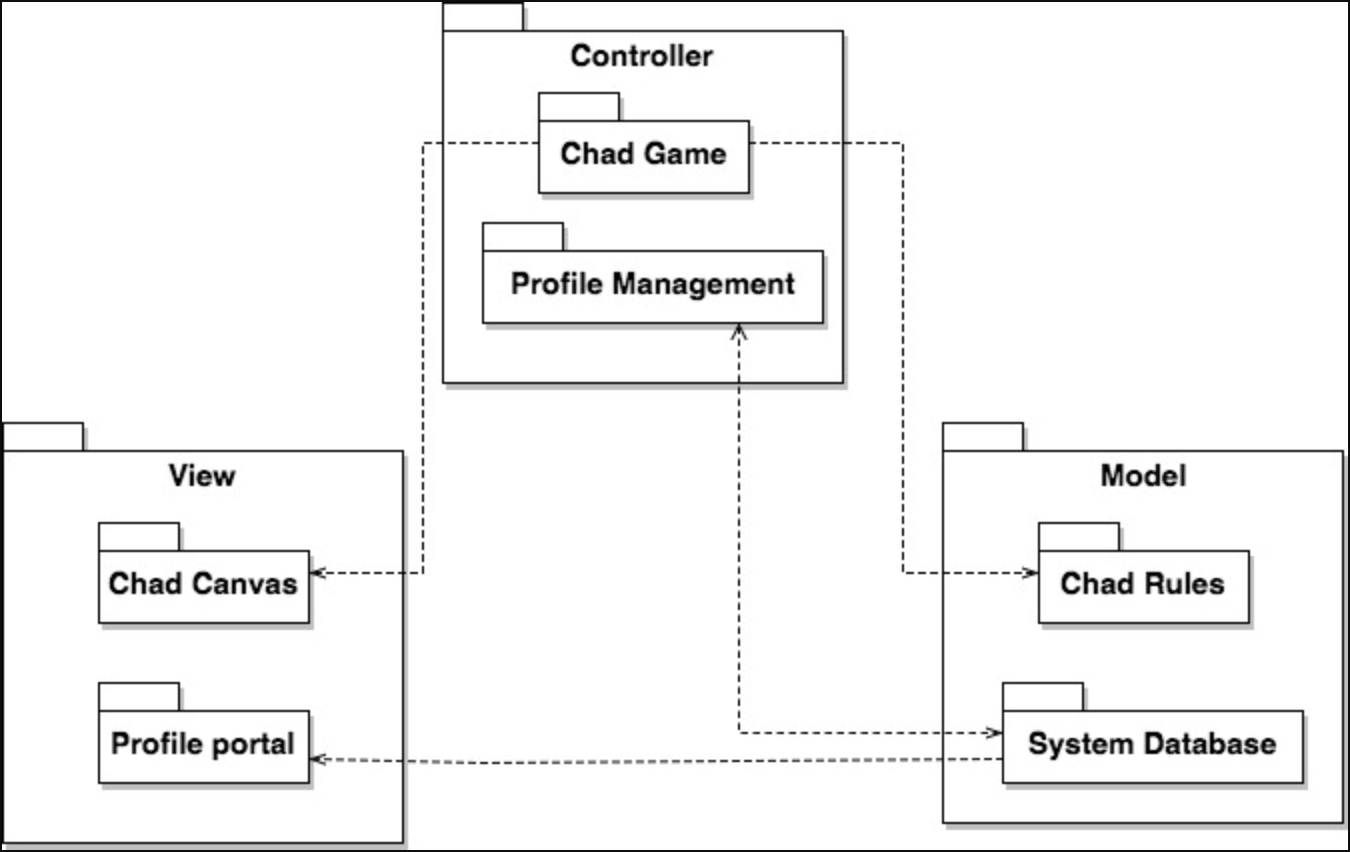 Controller
Chad Game
Profile Management
View
Chad Canvas
Profile portal
Model
Chad Rules
System Database